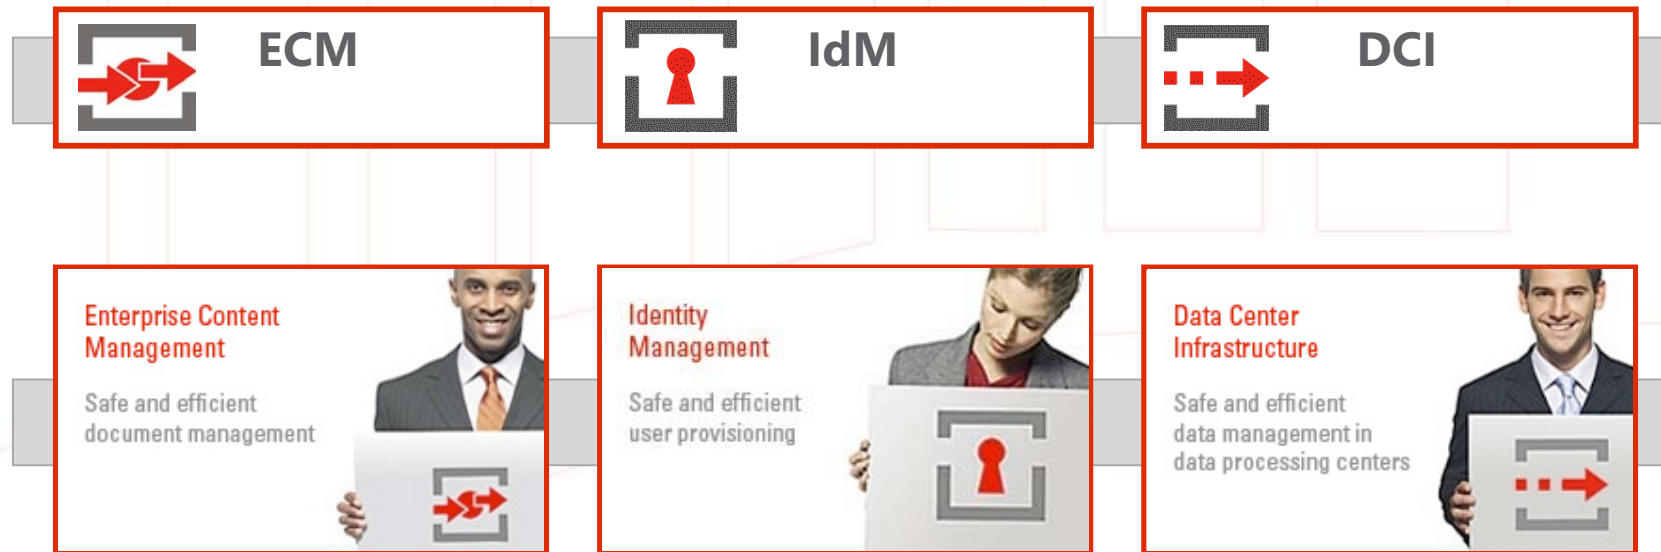 ECM
IdM
DCI
Enterprise Content
Management
Safe and efficient
document management
Identity
Management
Safe and efficient
user provisioning
Data Center
Infrastructure
Safe and efficient
data management in
data processing centers